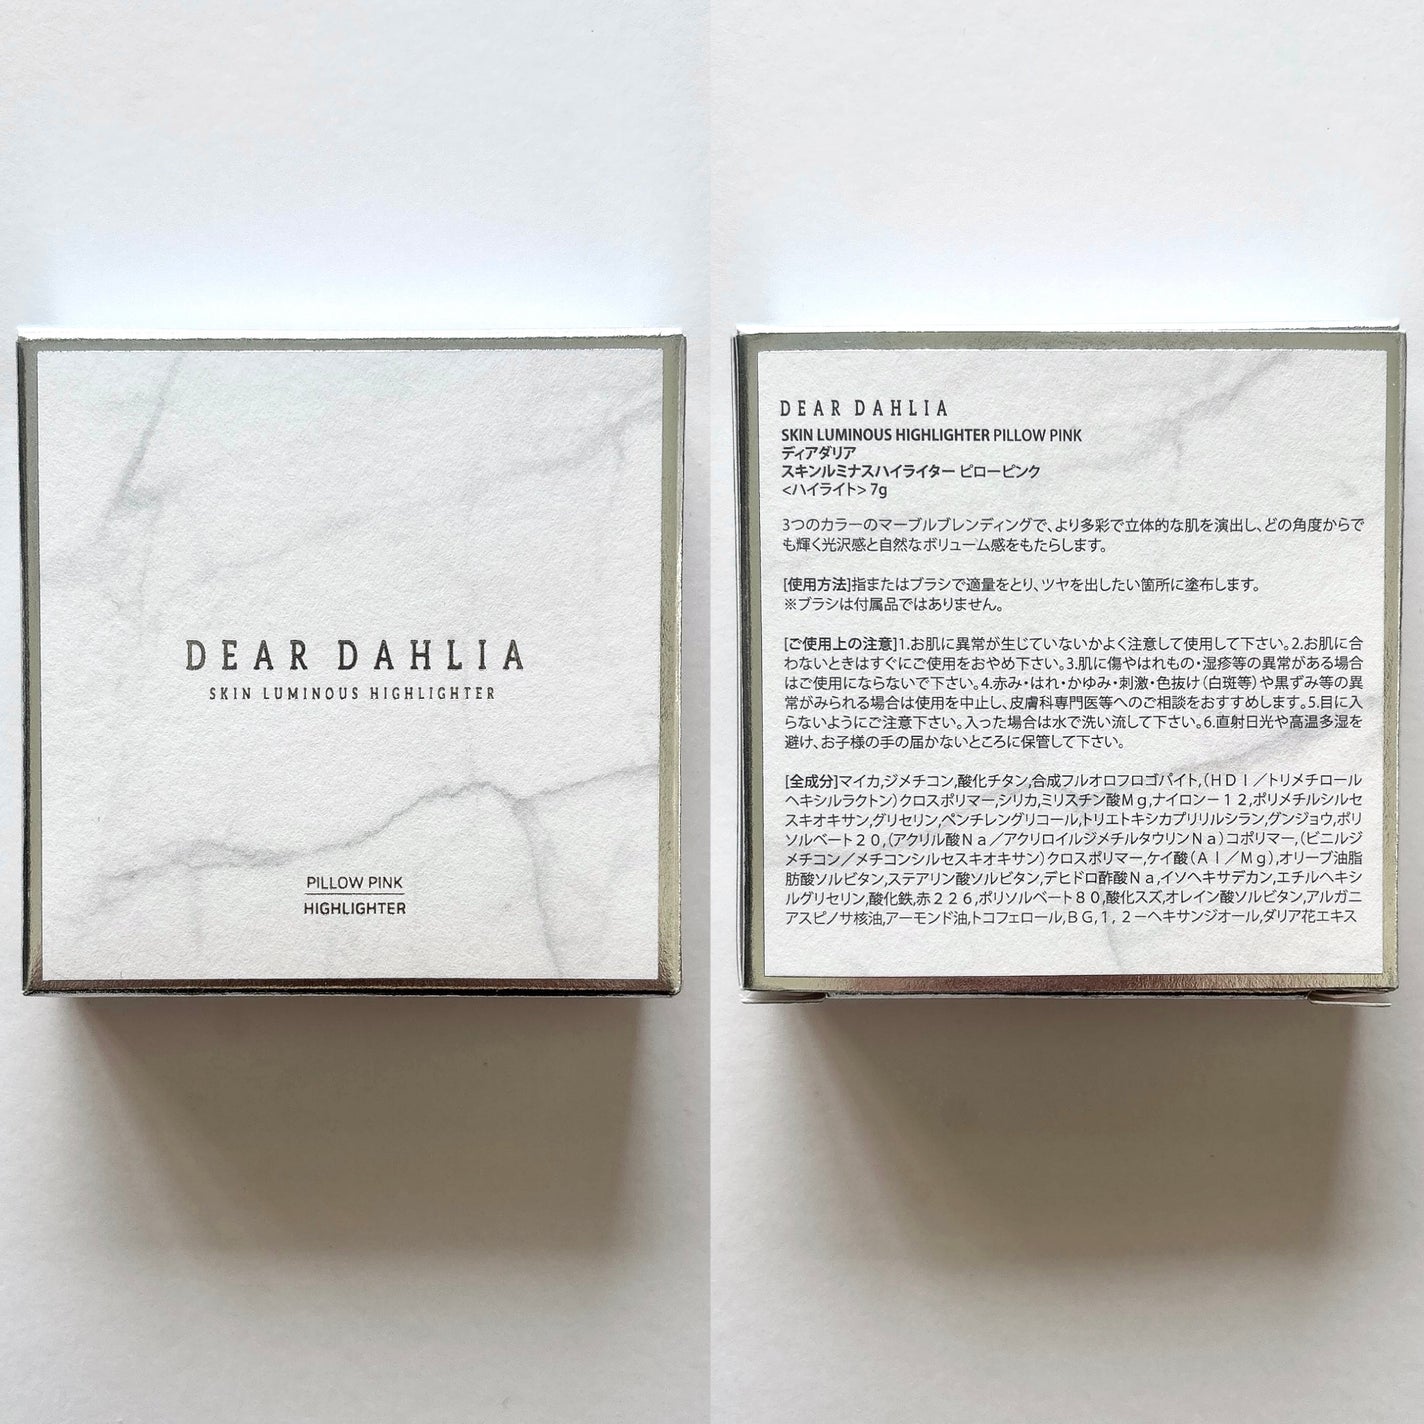 DEAR DAHLIA
SKIN LUMINOUS HIGHLIGHTER
PILLOW PINK
HIGHLIGHTER
DEAR DAHLIA
SKIN LUMINOUS HIGHLIGHTER PILLOW PINK
ディアダリア
スキンルミナスハイライター ピローピンク
<ハイライト> 7g
3つのカラーのマーブルブレンディングで、より多彩で立体的な肌を演出し、どの角度からで
も輝く光沢感と自然なボリューム感をもたらします。
[使用方法]指またはブラシで適量をとり、ツヤを出したい箇所に塗布します。
※ブラシは付属品ではありません。
[ご使用上の注意]1.お肌に異常が生じていないかよく注意して使用して下さい。2.お肌に合
わないときはすぐにご使用をおやめ下さい。3.肌に傷やはれもの・湿疹等の異常がある場合
はご使用にならないで下さい。4.赤み・はれ・かゆみ・刺激・色抜け（白斑等）や黒ずみ等の異
常がみられる場合は使用を中止し、皮膚科専門医等へのご相談をおすすめします。5.目に入
らないようにご注意下さい。入った場合は水で洗い流して下さい。6.直射日光や高温多湿を
避け、お子様の手の届かないところに保管して下さい。
[全成分]マイカ,ジメチコン,酸化チタン,合成フルオロフロゴパイト,（ＨＤＩ／トリメチロール
ヘキシルラクトン）クロスポリマー,シリカ,ミリスチン酸Ｍｇ,ナイロン－１２,ポリメチルシルセ
スキオキサン,グリセリン,ペンチレングリコール,トリエトキシカプリリルシラン,グンジョウ,ポリ
ソルベート２０,（アクリル酸Ｎａ／アクリロイルジメチルタウリンＮａ）コポリマー,（ビニルジ
メチコン／メチコンシルセスキオキサン）クロスポリマー,ケイ酸（Ａｌ／Ｍｇ）,オリーブ油脂
肪酸ソルビタン,ステアリン酸ソルビタン,デヒドロ酢酸Ｎａ,イソヘキサデカン,エチルヘキシ
ルグリセリン,酸化鉄,赤２２６,ポリソルベート８０,酸化スズ,オレイン酸ソルビタン,アルガニ
アスピノサ核油,アーモンド油,トコフェロール,ＢＧ,１,２－ヘキサンジオール,ダリア花エキス